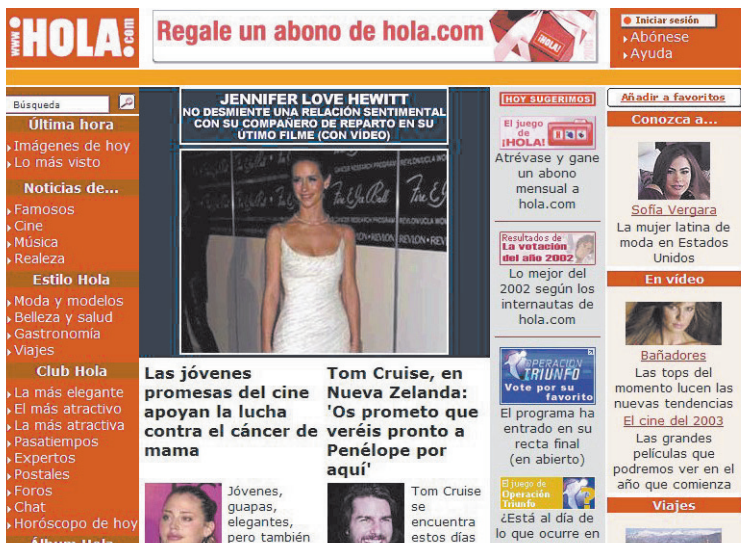 www.
¡HOLA!
.com
Regale un abono de hola.com
¡HOLA!
Iniciar sesión
Abónese
Ayuda
Búsqueda
Última hora
Imágenes de hoy
Lo más visto
Noticias de...
Famosos
Cine
Música
Realeza
Estilo Hola
Moda y modelos
Belleza y salud
Gastronomía
Viajes
Club Hola
La más elegante
El más atractivo
La más atractiva
Pasatiempos
Expertos
Postales
Foros
Chat
Horóscopo de hoy
Álbum Hola
JENNIFER LOVE HEWITT
NO DESMIENTE UNA RELACIÓN SENTIMENTAL
CON SU COMPAÑERO DE REPARTO EN SU
ÚTIMO FILME (CON VÍDEO)
Fire & Ice Ball
REVLON
Las jóvenes
promesas del cine
apoyan la lucha
contra el cáncer de
mama
Jóvenes,
guapas,
elegantes,
pero también
Tom Cruise, en
Nueva Zelanda:
'Os prometo que
veréis pronto a
Penélope por
aquí'
Tom Cruise
se
encuentra
estos días
HOY SUGERIMOS
El juego
de
¡HOLA!
Atrévase y gane
un abono
mensual a
hola.com
Resultados de
La votación
del año 2002
Lo mejor del
2002 según los
internautas de
hola.com
OPERACIÓN
TRIUNFO
Vote por su
favorito
El programa ha
entrado en su
recta final
(en abierto)
El juego de
Operación
Triunfo
¿Está al día de
lo que ocurre en
Añadir a favoritos
Conozca a...
Sofía Vergara
La mujer latina de
moda en Estados
Unidos
En vídeo
Bañadores
Las tops del
momento lucen las
nuevas tendencias
El cine del 2003
Las grandes
películas que
podremos ver en el
año que comienza
Viajes